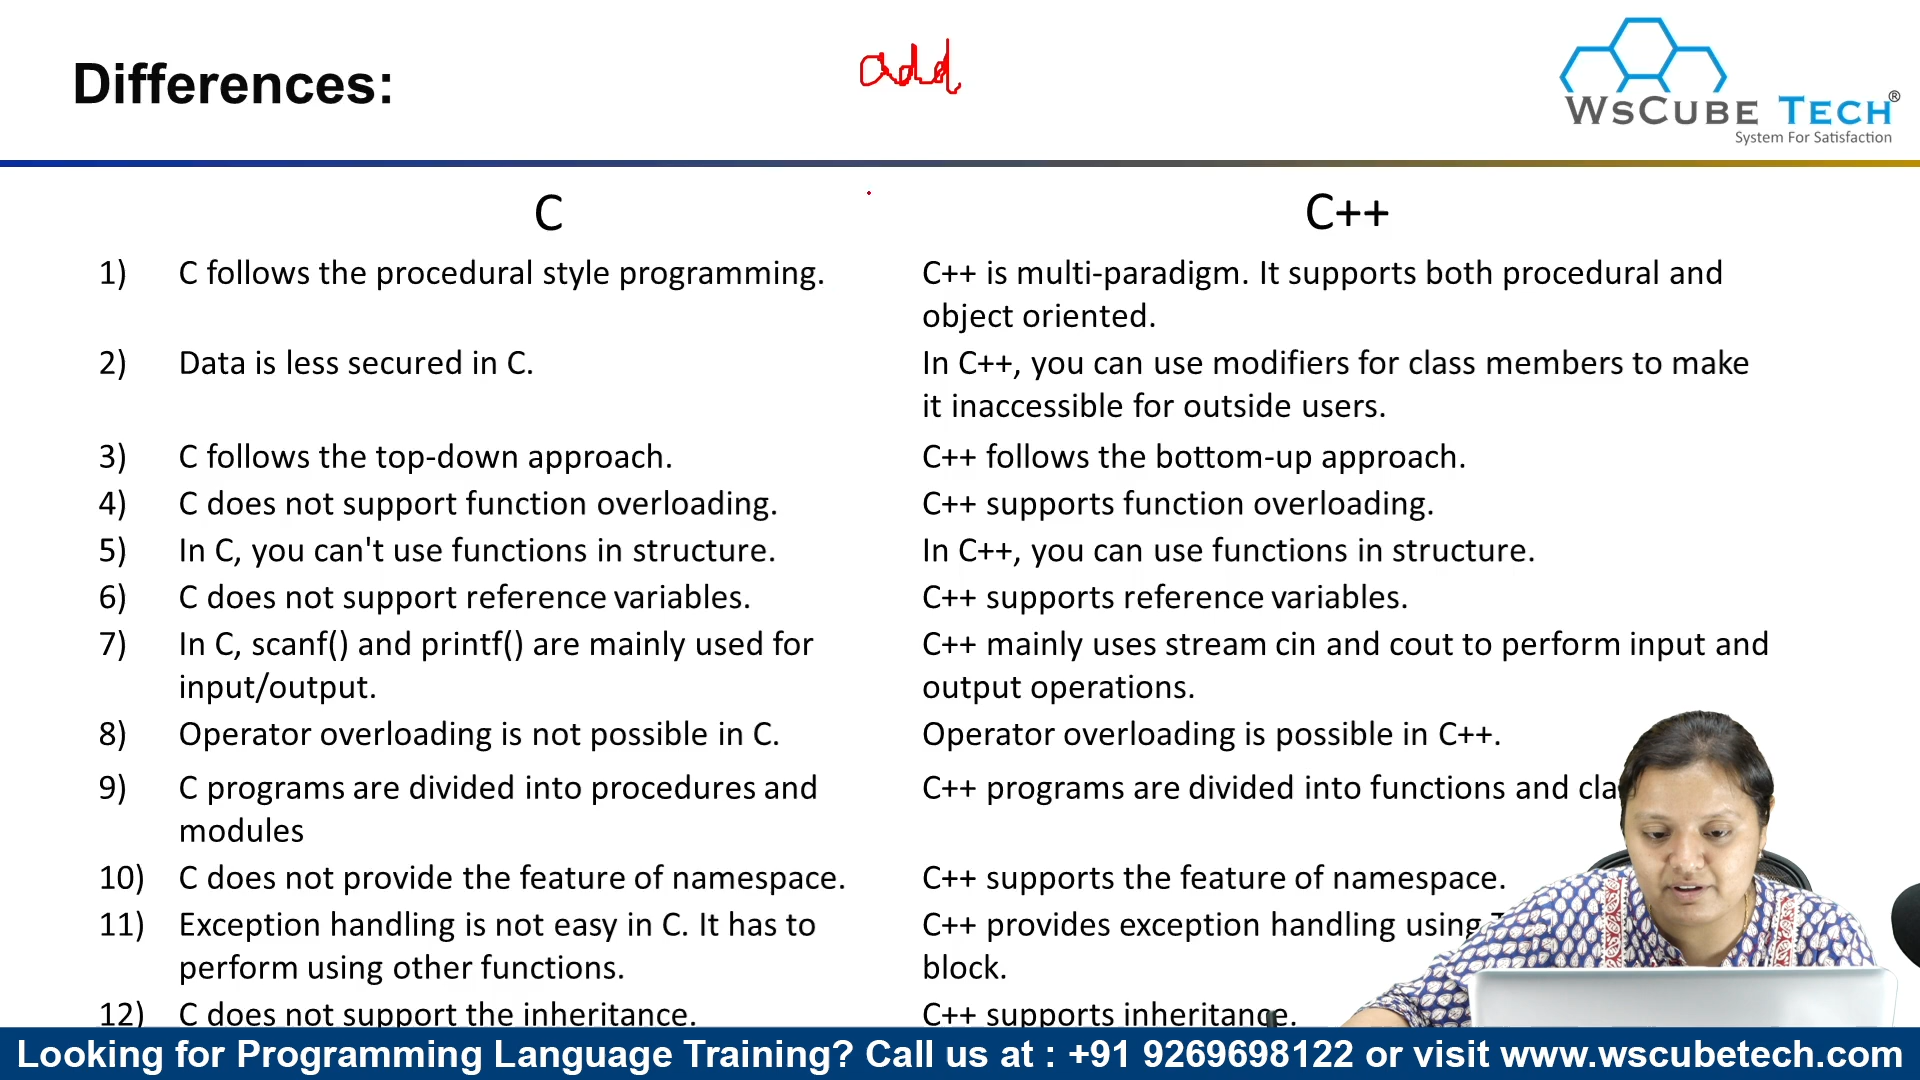 Differences:
add
WsCube Tech®
System For Satisfaction
C
C++
1) C follows the procedural style programming.
C++ is multi-paradigm. It supports both procedural and
object oriented.
2) Data is less secured in C.
In C++, you can use modifiers for class members to make
it inaccessible for outside users.
3) C follows the top-down approach.
C++ follows the bottom-up approach.
4) C does not support function overloading.
C++ supports function overloading.
5) In C, you can't use functions in structure.
In C++, you can use functions in structure.
6) C does not support reference variables.
C++ supports reference variables.
7) In C, scanf() and printf() are mainly used for
input/output.
C++ mainly uses stream cin and cout to perform input and
output operations.
8) Operator overloading is not possible in C.
Operator overloading is possible in C++.
9) C programs are divided into procedures and
modules
C++ programs are divided into functions and
10) C does not provide the feature of namespace.
C++ supports the feature of namespace.
11) Exception handling is not easy in C. It has to
perform using other functions.
C++ provides exception handling using
block.
12) C does not support the inheritance.
C++ supports inheritance.
Looking for Programming Language Training? Call us at : +91 9269698122 or visit www.wscubetech.com